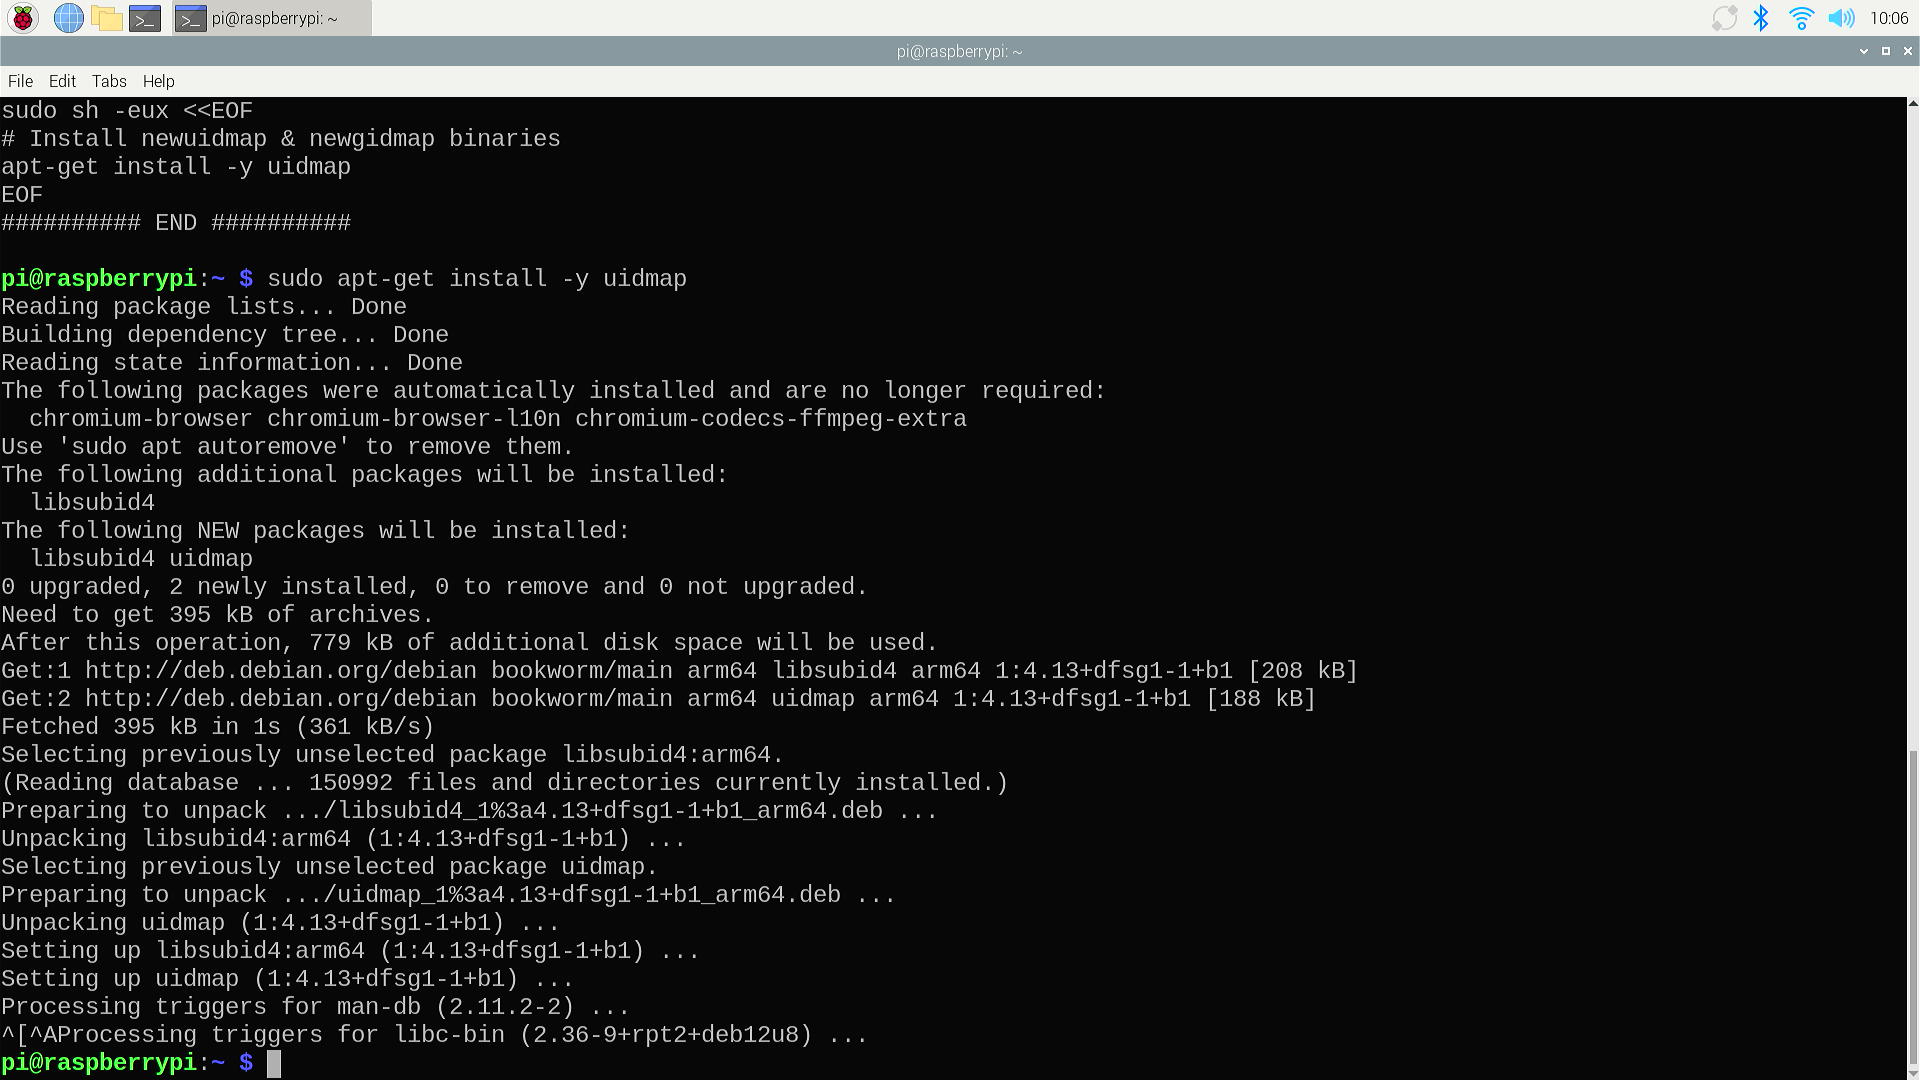 pi@raspberrypi: ~
10:06
pi@raspberrypi: ~
File Edit Tabs Help
sudo sh -eux <<EOF
# Install newuidmap & newgidmap binaries
apt-get install -y uidmap
EOF
########## END ##########
pi@raspberrypi:~ $ sudo apt-get install -y uidmap
Reading package lists... Done
Building dependency tree... Done
Reading state information... Done
The following packages were automatically installed and are no longer required:
  chromium-browser chromium-browser-l10n chromium-codecs-ffmpeg-extra
Use 'sudo apt autoremove' to remove them.
The following additional packages will be installed:
  libsubid4
The following NEW packages will be installed:
  libsubid4 uidmap
0 upgraded, 2 newly installed, 0 to remove and 0 not upgraded.
Need to get 395 kB of archives.
After this operation, 779 kB of additional disk space will be used.
Get:1 http://deb.debian.org/debian bookworm/main arm64 libsubid4 arm64 1:4.13+dfsg1-1+b1 [208 kB]
Get:2 http://deb.debian.org/debian bookworm/main arm64 uidmap arm64 1:4.13+dfsg1-1+b1 [188 kB]
Fetched 395 kB in 1s (361 kB/s)
Selecting previously unselected package libsubid4:arm64.
(Reading database ... 150992 files and directories currently installed.)
Preparing to unpack .../libsubid4_1%3a4.13+dfsg1-1+b1_arm64.deb ...
Unpacking libsubid4:arm64 (1:4.13+dfsg1-1+b1) ...
Selecting previously unselected package uidmap.
Preparing to unpack .../uidmap_1%3a4.13+dfsg1-1+b1_arm64.deb ...
Unpacking uidmap (1:4.13+dfsg1-1+b1) ...
Setting up libsubid4:arm64 (1:4.13+dfsg1-1+b1) ...
Setting up uidmap (1:4.13+dfsg1-1+b1) ...
Processing triggers for man-db (2.11.2-2) ...
^[^AProcessing triggers for libc-bin (2.36-9+rpt2+deb12u8) ...
pi@raspberrypi:~ $